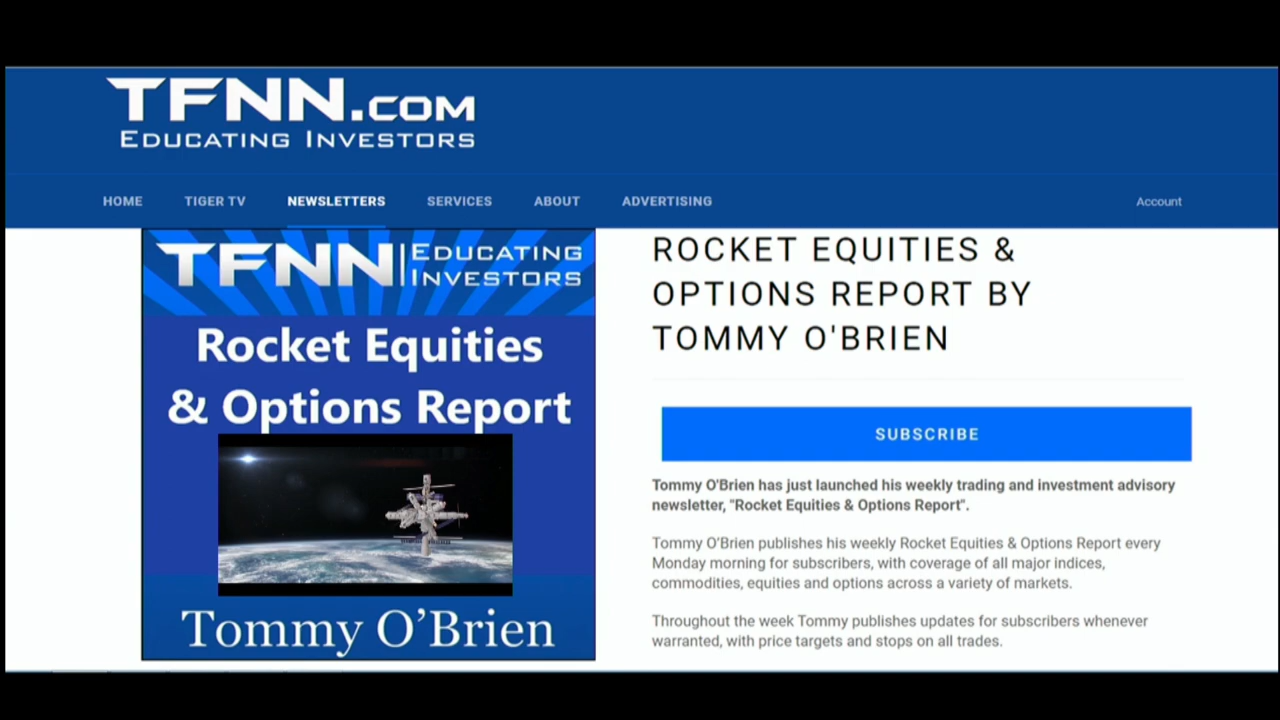 TFNN.COM
EDUCATING INVESTORS
HOME TIGER TV NEWSLETTERS SERVICES ABOUT ADVERTISING Account
TFNN EDUCATING
INVESTORS
Rocket Equities
& Options Report
Tommy O’Brien
ROCKET EQUITIES &
OPTIONS REPORT BY
TOMMY O'BRIEN
SUBSCRIBE
Tommy O'Brien has just launched his weekly trading and investment advisory
newsletter, "Rocket Equities & Options Report".
Tommy O’Brien publishes his weekly Rocket Equities & Options Report every
Monday morning for subscribers, with coverage of all major indices,
commodities, equities and options across a variety of markets.
Throughout the week Tommy publishes updates for subscribers whenever
warranted, with price targets and stops on all trades.